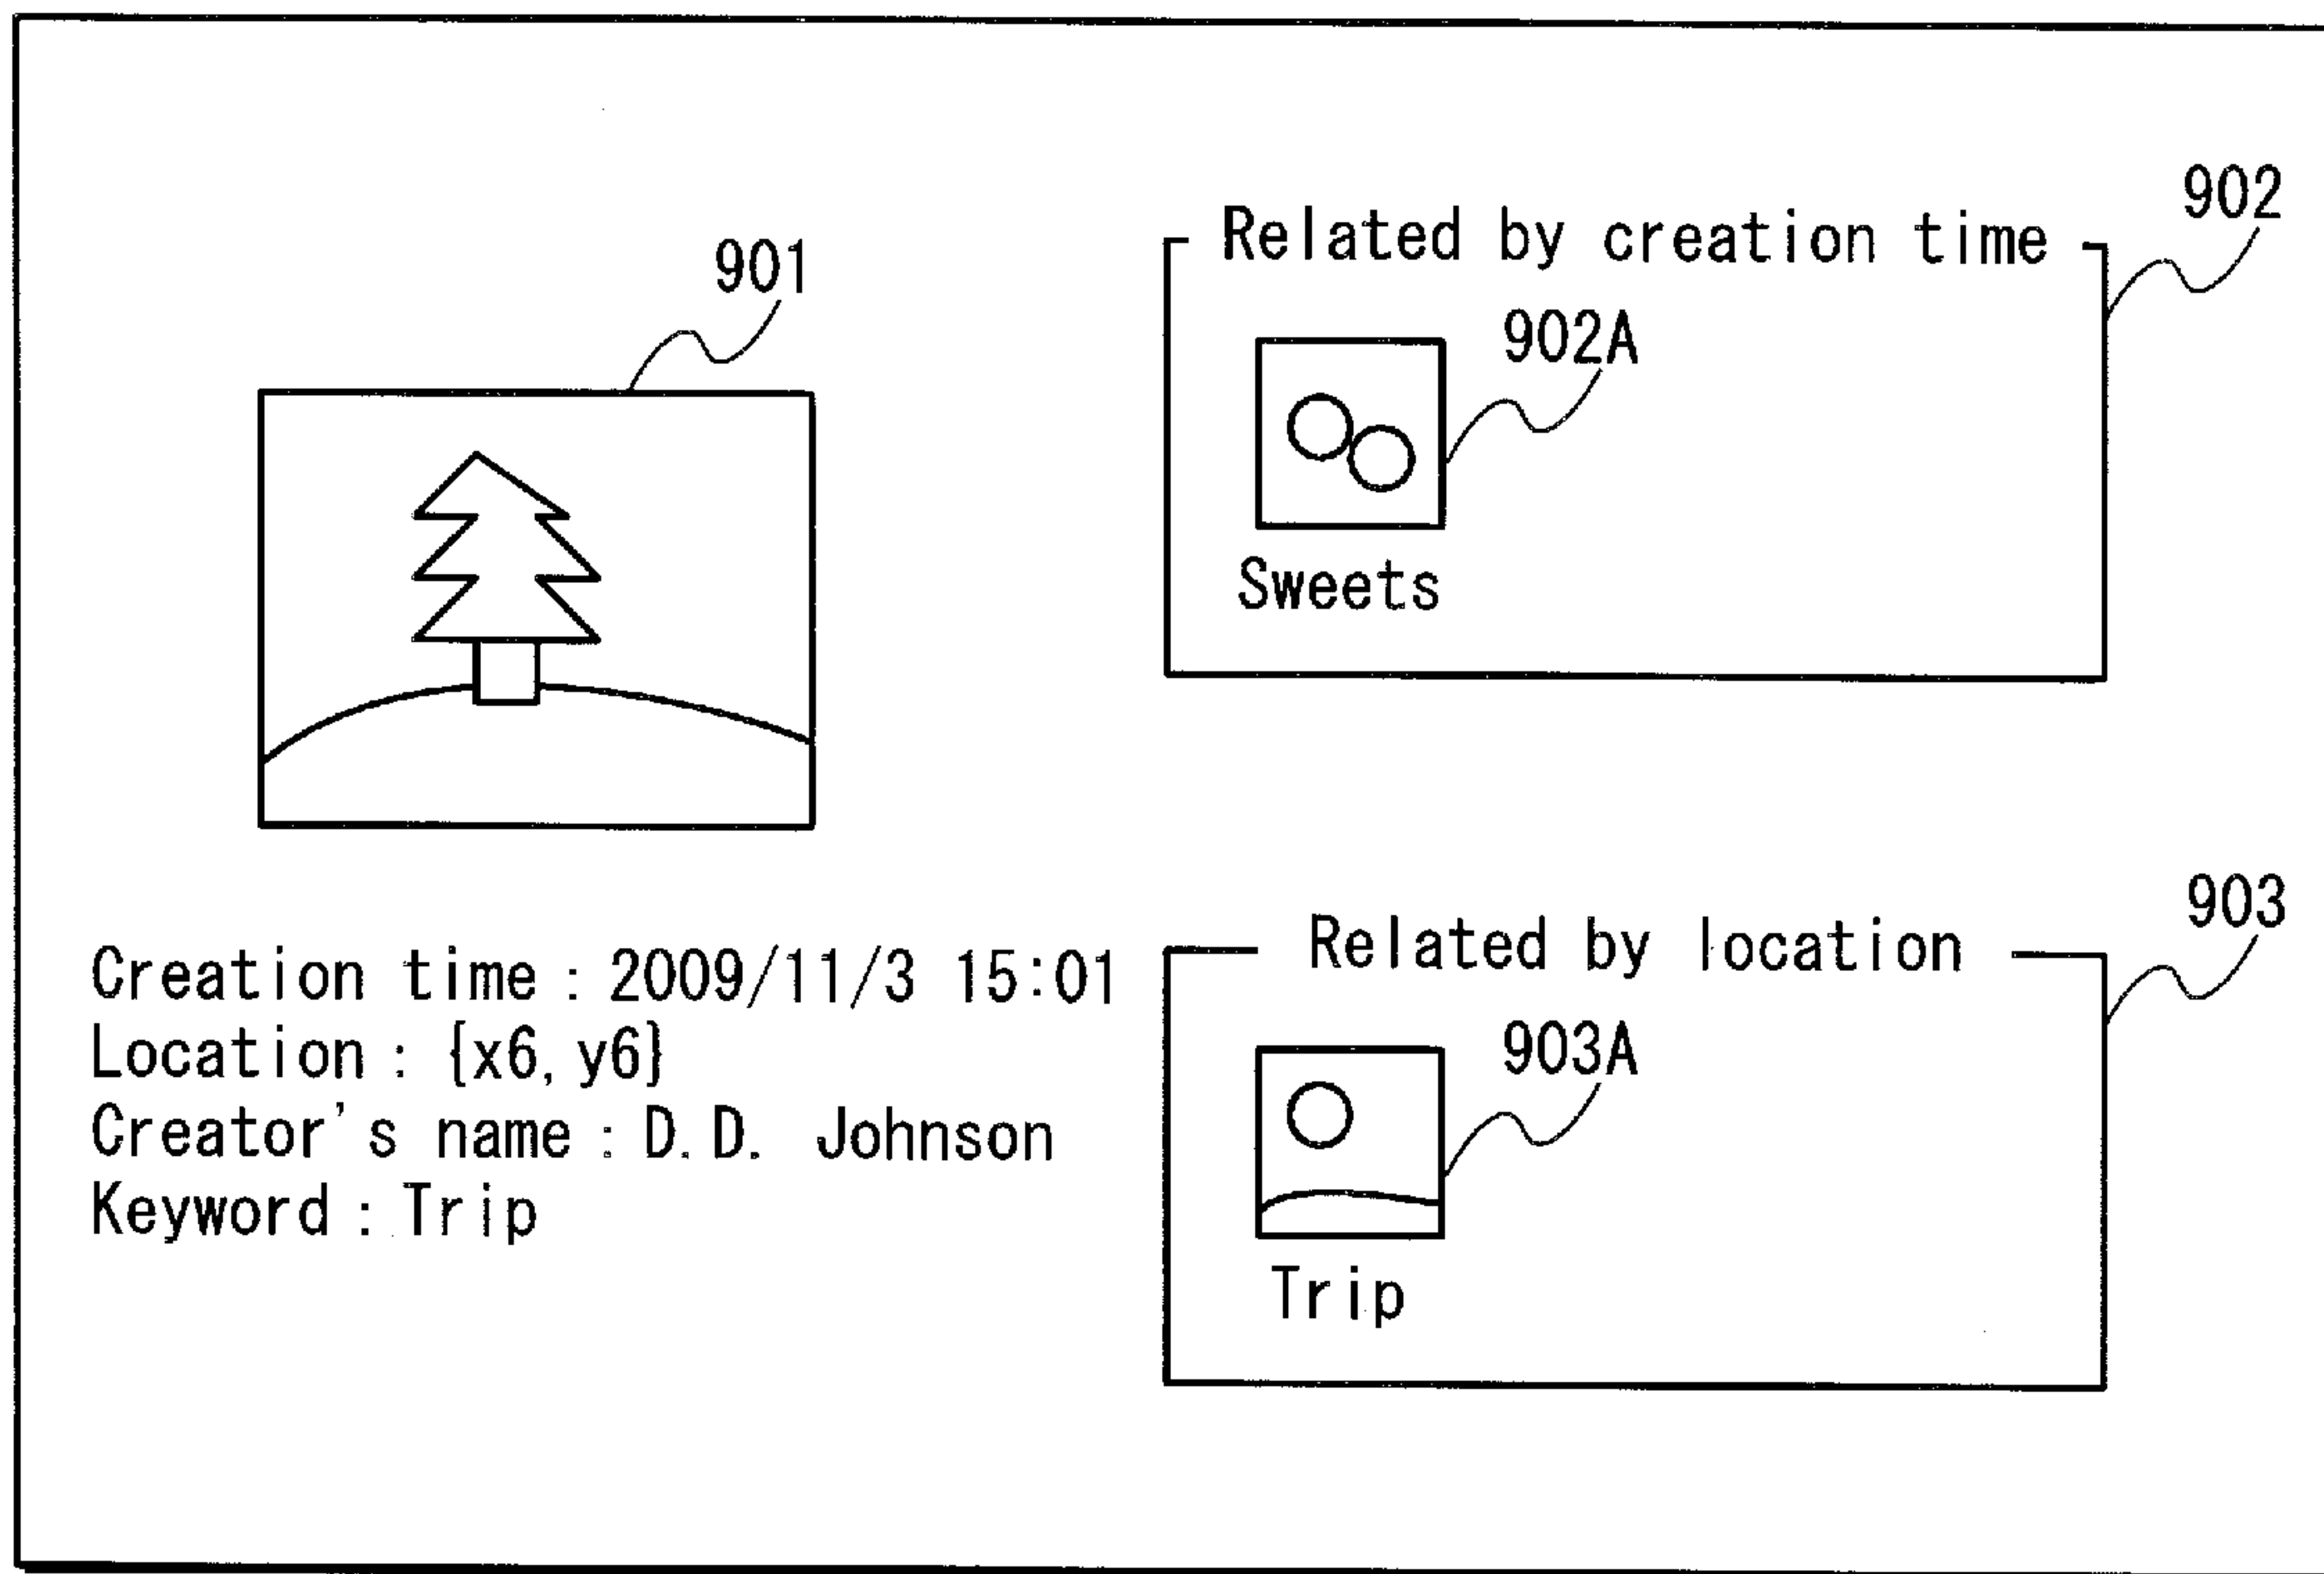 901
Creation time : 2009/11/3 15:01
Location : {x6, y6}
Creator's name : D.D. Johnson
Keyword : Trip
902
Related by creation time
902A
Sweets
903
Related by location
903A
Trip